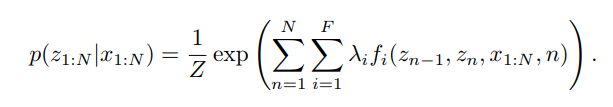 p(z_{1:N}|x_{1:N}) = \frac{1}{Z} \exp \left( \sum_{n=1}^{N} \sum_{i=1}^{F} \lambda_i f_i(z_{n-1}, z_n, x_{1:N}, n) \right).